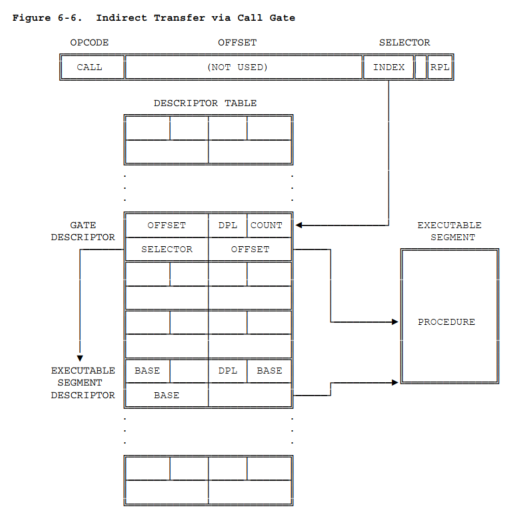 Figure 6-6. Indirect Transfer via Call Gate
OPCODE OFFSET SELECTOR
CALL (NOT USED) INDEX RPL
DESCRIPTOR TABLE
GATE DESCRIPTOR
OFFSET DPL COUNT
SELECTOR OFFSET
EXECUTABLE SEGMENT
PROCEDURE
EXECUTABLE SEGMENT DESCRIPTOR
BASE DPL BASE
BASE